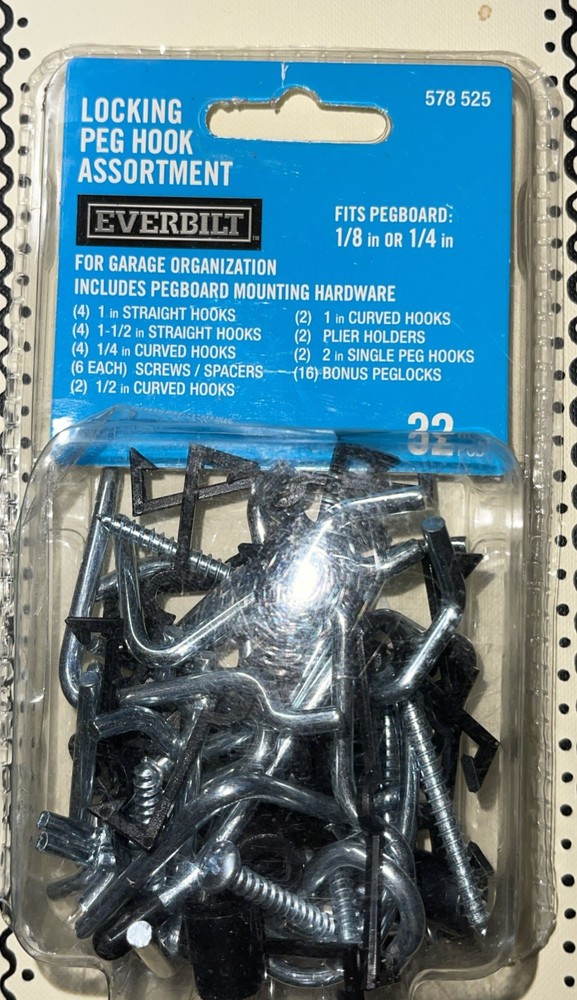 578 525
LOCKING
PEG HOOK
ASSORTMENT
EVERBILT™
FITS PEGBOARD:
1/8 in OR 1/4 in
FOR GARAGE ORGANIZATION
INCLUDES PEGBOARD MOUNTING HARDWARE
(4) 1 in STRAIGHT HOOKS
(4) 1-1/2 in STRAIGHT HOOKS
(4) 1/4 in CURVED HOOKS
(6 EACH) SCREWS / SPACERS
(2) 1/2 in CURVED HOOKS
(2) 1 in CURVED HOOKS
(2) PLIER HOLDERS
(2) 2 in SINGLE PEG HOOKS
(16) BONUS PEGLOCKS
32